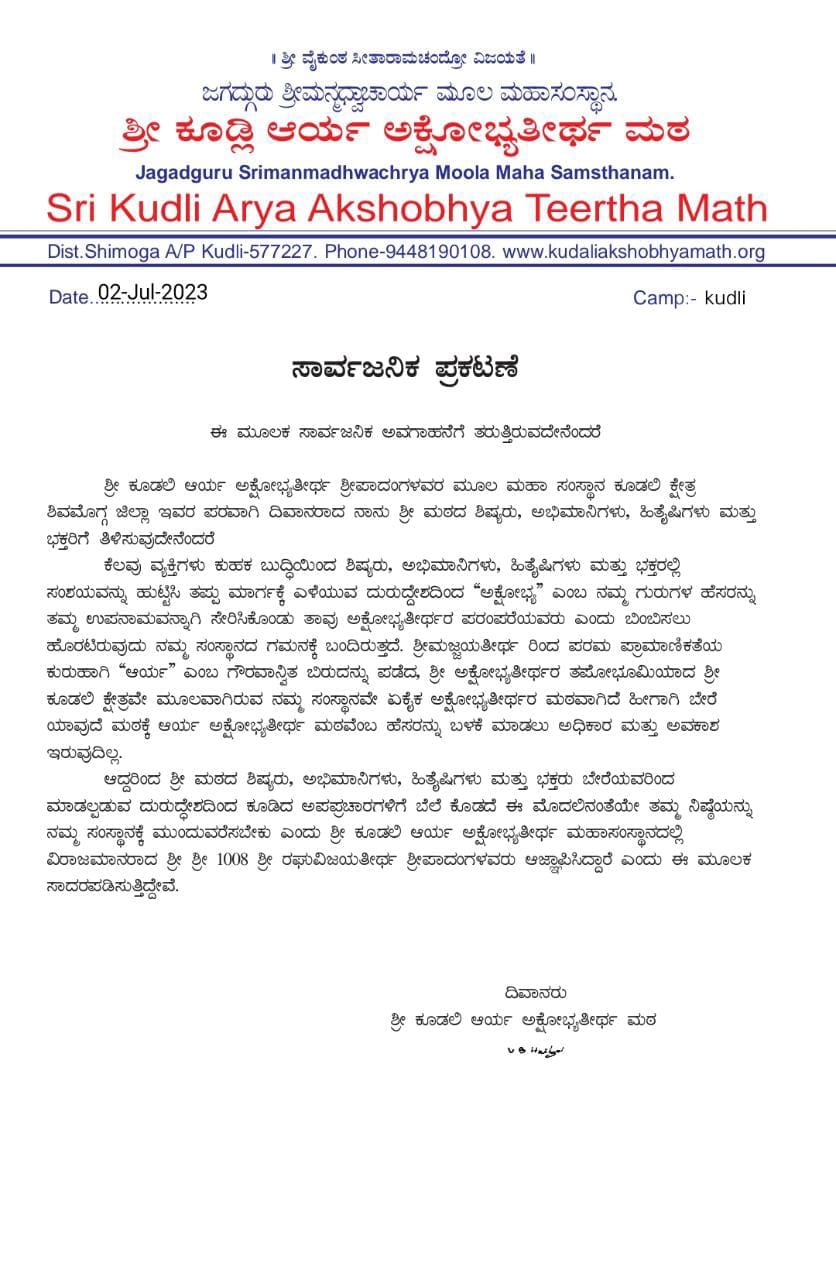 ॥ ಶ್ರೀ ವೈಕುಂಠ ಸೀತಾರಾಮಚಂದ್ರೋ ವಿಜಯತೆ ॥
ಜಗದ್ಗುರು ಶ್ರೀಮನ್ಮಧ್ವಾಚಾರ್ಯ ಮೂಲ ಮಹಾಸಂಸ್ಥಾನ.
ಶ್ರೀ ಕೂಡ್ಲಿ ಆರ್ಯ ಅಕ್ಷೋಭ್ಯತೀರ್ಥ ಮಠ
Jagadguru Srimanmadhwachrya Moola Maha Samsthanam.
Sri Kudli Arya Akshobhya Teertha Math
Dist.Shimoga A/P Kudli-577227. Phone-9448190108. www.kudaliakshobhyamath.org
Date..02-Jul-2023 Camp:- kudli
ಸಾರ್ವಜನಿಕ ಪ್ರಕಟಣೆ
ಈ ಮೂಲಕ ಸಾರ್ವಜನಿಕ ಅವಗಾಹನೆಗೆ ತರುತ್ತಿರುವದೇನೆಂದರೆ
ಶ್ರೀ ಕೂಡಲಿ ಆರ್ಯ ಅಕ್ಷೋಭ್ಯತೀರ್ಥ ಶ್ರೀಪಾದಂಗಳವರ ಮೂಲ ಮಹಾ ಸಂಸ್ಥಾನ ಕೂಡಲಿ ಕ್ಷೇತ್ರ
ಶಿವಮೊಗ್ಗ ಜಿಲ್ಲಾ ಇವರ ಪರವಾಗಿ ದಿವಾನರಾದ ನಾನು ಶ್ರೀ ಮಠದ ಶಿಷ್ಯರು, ಅಭಿಮಾನಿಗಳು, ಹಿತೈಷಿಗಳು ಮತ್ತು
ಭಕ್ತರಿಗೆ ತಿಳಿಸುವುದೇನೆಂದರೆ
ಕೆಲವು ವ್ಯಕ್ತಿಗಳು ಕುಹಕ ಬುದ್ಧಿಯಿಂದ ಶಿಷ್ಯರು, ಅಭಿಮಾನಿಗಳು, ಹಿತೈಷಿಗಳು ಮತ್ತು ಭಕ್ತರಲ್ಲಿ
ಸಂಶಯವನ್ನು ಹುಟ್ಟಿಸಿ ತಪ್ಪು ಮಾರ್ಗಕ್ಕೆ ಎಳೆಯುವ ದುರುದ್ದೇಶದಿಂದ “ಅಕ್ಷೋಭ್ಯ” ಎಂಬ ನಮ್ಮ ಗುರುಗಳ ಹೆಸರನ್ನು
ತಮ್ಮ ಉಪನಾಮವನ್ನಾಗಿ ಸೇರಿಸಿಕೊಂಡು ತಾವು ಅಕ್ಷೋಭ್ಯತೀರ್ಥರ ಪರಂಪರೆಯವರು ಎಂದು ಬಿಂಬಿಸಲು
ಹೊರಟಿರುವುದು ನಮ್ಮ ಸಂಸ್ಥಾನದ ಗಮನಕ್ಕೆ ಬಂದಿರುತ್ತದೆ. ಶ್ರೀಮಜ್ಜಯತೀರ್ಥ ರಿಂದ ಪರಮ ಪ್ರಾಮಾಣಿಕತೆಯ
ಕುರುಹಾಗಿ “ಆರ್ಯ” ಎಂಬ ಗೌರವಾನ್ವಿತ ಬಿರುದನ್ನು ಪಡೆದ, ಶ್ರೀ ಅಕ್ಷೋಭ್ಯತೀರ್ಥರ ತಪೋಭೂಮಿಯಾದ ಶ್ರೀ
ಕೂಡಲಿ ಕ್ಷೇತ್ರವೇ ಮೂಲವಾಗಿರುವ ನಮ್ಮ ಸಂಸ್ಥಾನವೇ ಏಕೈಕ ಅಕ್ಷೋಭ್ಯತೀರ್ಥರ ಮಠವಾಗಿದೆ ಹೀಗಾಗಿ ಬೇರೆ
ಯಾವುದೆ ಮಠಕ್ಕೆ ಆರ್ಯ ಅಕ್ಷೋಭ್ಯತೀರ್ಥ ಮಠವೆಂಬ ಹೆಸರನ್ನು ಬಳಕೆ ಮಾಡಲು ಅಧಿಕಾರ ಮತ್ತು ಅವಕಾಶ
ಇರುವುದಿಲ್ಲ.
ಆದ್ದರಿಂದ ಶ್ರೀ ಮಠದ ಶಿಷ್ಯರು, ಅಭಿಮಾನಿಗಳು, ಹಿತೈಷಿಗಳು ಮತ್ತು ಭಕ್ತರು ಬೇರೆಯವರಿಂದ
ಮಾಡಲ್ಪಡುವ ದುರುದ್ಧೇಶದಿಂದ ಕೂಡಿದ ಅಪಪ್ರಚಾರಗಳಿಗೆ ಬೆಲೆ ಕೊಡದೆ ಈ ಮೊದಲಿನಂತೆಯೇ ತಮ್ಮ ನಿಷ್ಠೆಯನ್ನು
ನಮ್ಮ ಸಂಸ್ಥಾನಕ್ಕೆ ಮುಂದುವರೆಸಬೇಕು ಎಂದು ಶ್ರೀ ಕೂಡಲಿ ಆರ್ಯ ಅಕ್ಷೋಭ್ಯತೀರ್ಥ ಮಹಾಸಂಸ್ಥಾನದಲ್ಲಿ
ವಿರಾಜಮಾನರಾದ ಶ್ರೀ ಶ್ರೀ 1008 ಶ್ರೀ ರಘುವಿಜಯತೀರ್ಥ ಶ್ರೀಪಾದಂಗಳವರು ಆಜ್ಞಾಪಿಸಿದ್ದಾರೆ ಎಂದು ಈ ಮೂಲಕ
ಸಾದರಪಡಿಸುತ್ತಿದ್ದೇವೆ.
ದಿವಾನರು
ಶ್ರೀ ಕೂಡಲಿ ಆರ್ಯ ಅಕ್ಷೋಭ್ಯತೀರ್ಥ ಮಠ